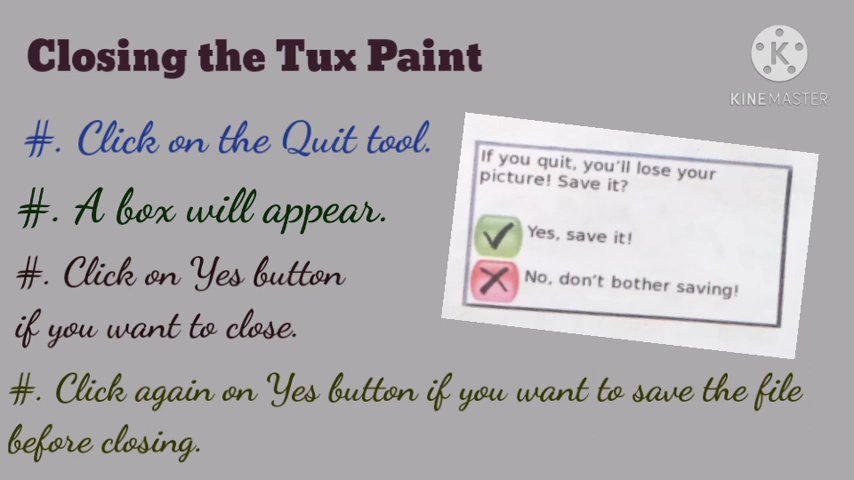 Closing the Tux Paint
KINEMASTER
#. Click on the Quit tool.
#. A box will appear.
#. Click on Yes button
if you want to close.
#. Click again on Yes button if you want to save the file
before closing.
If you quit, you'll lose your
picture! Save it?
Yes, save it!
No, don't bother saving!